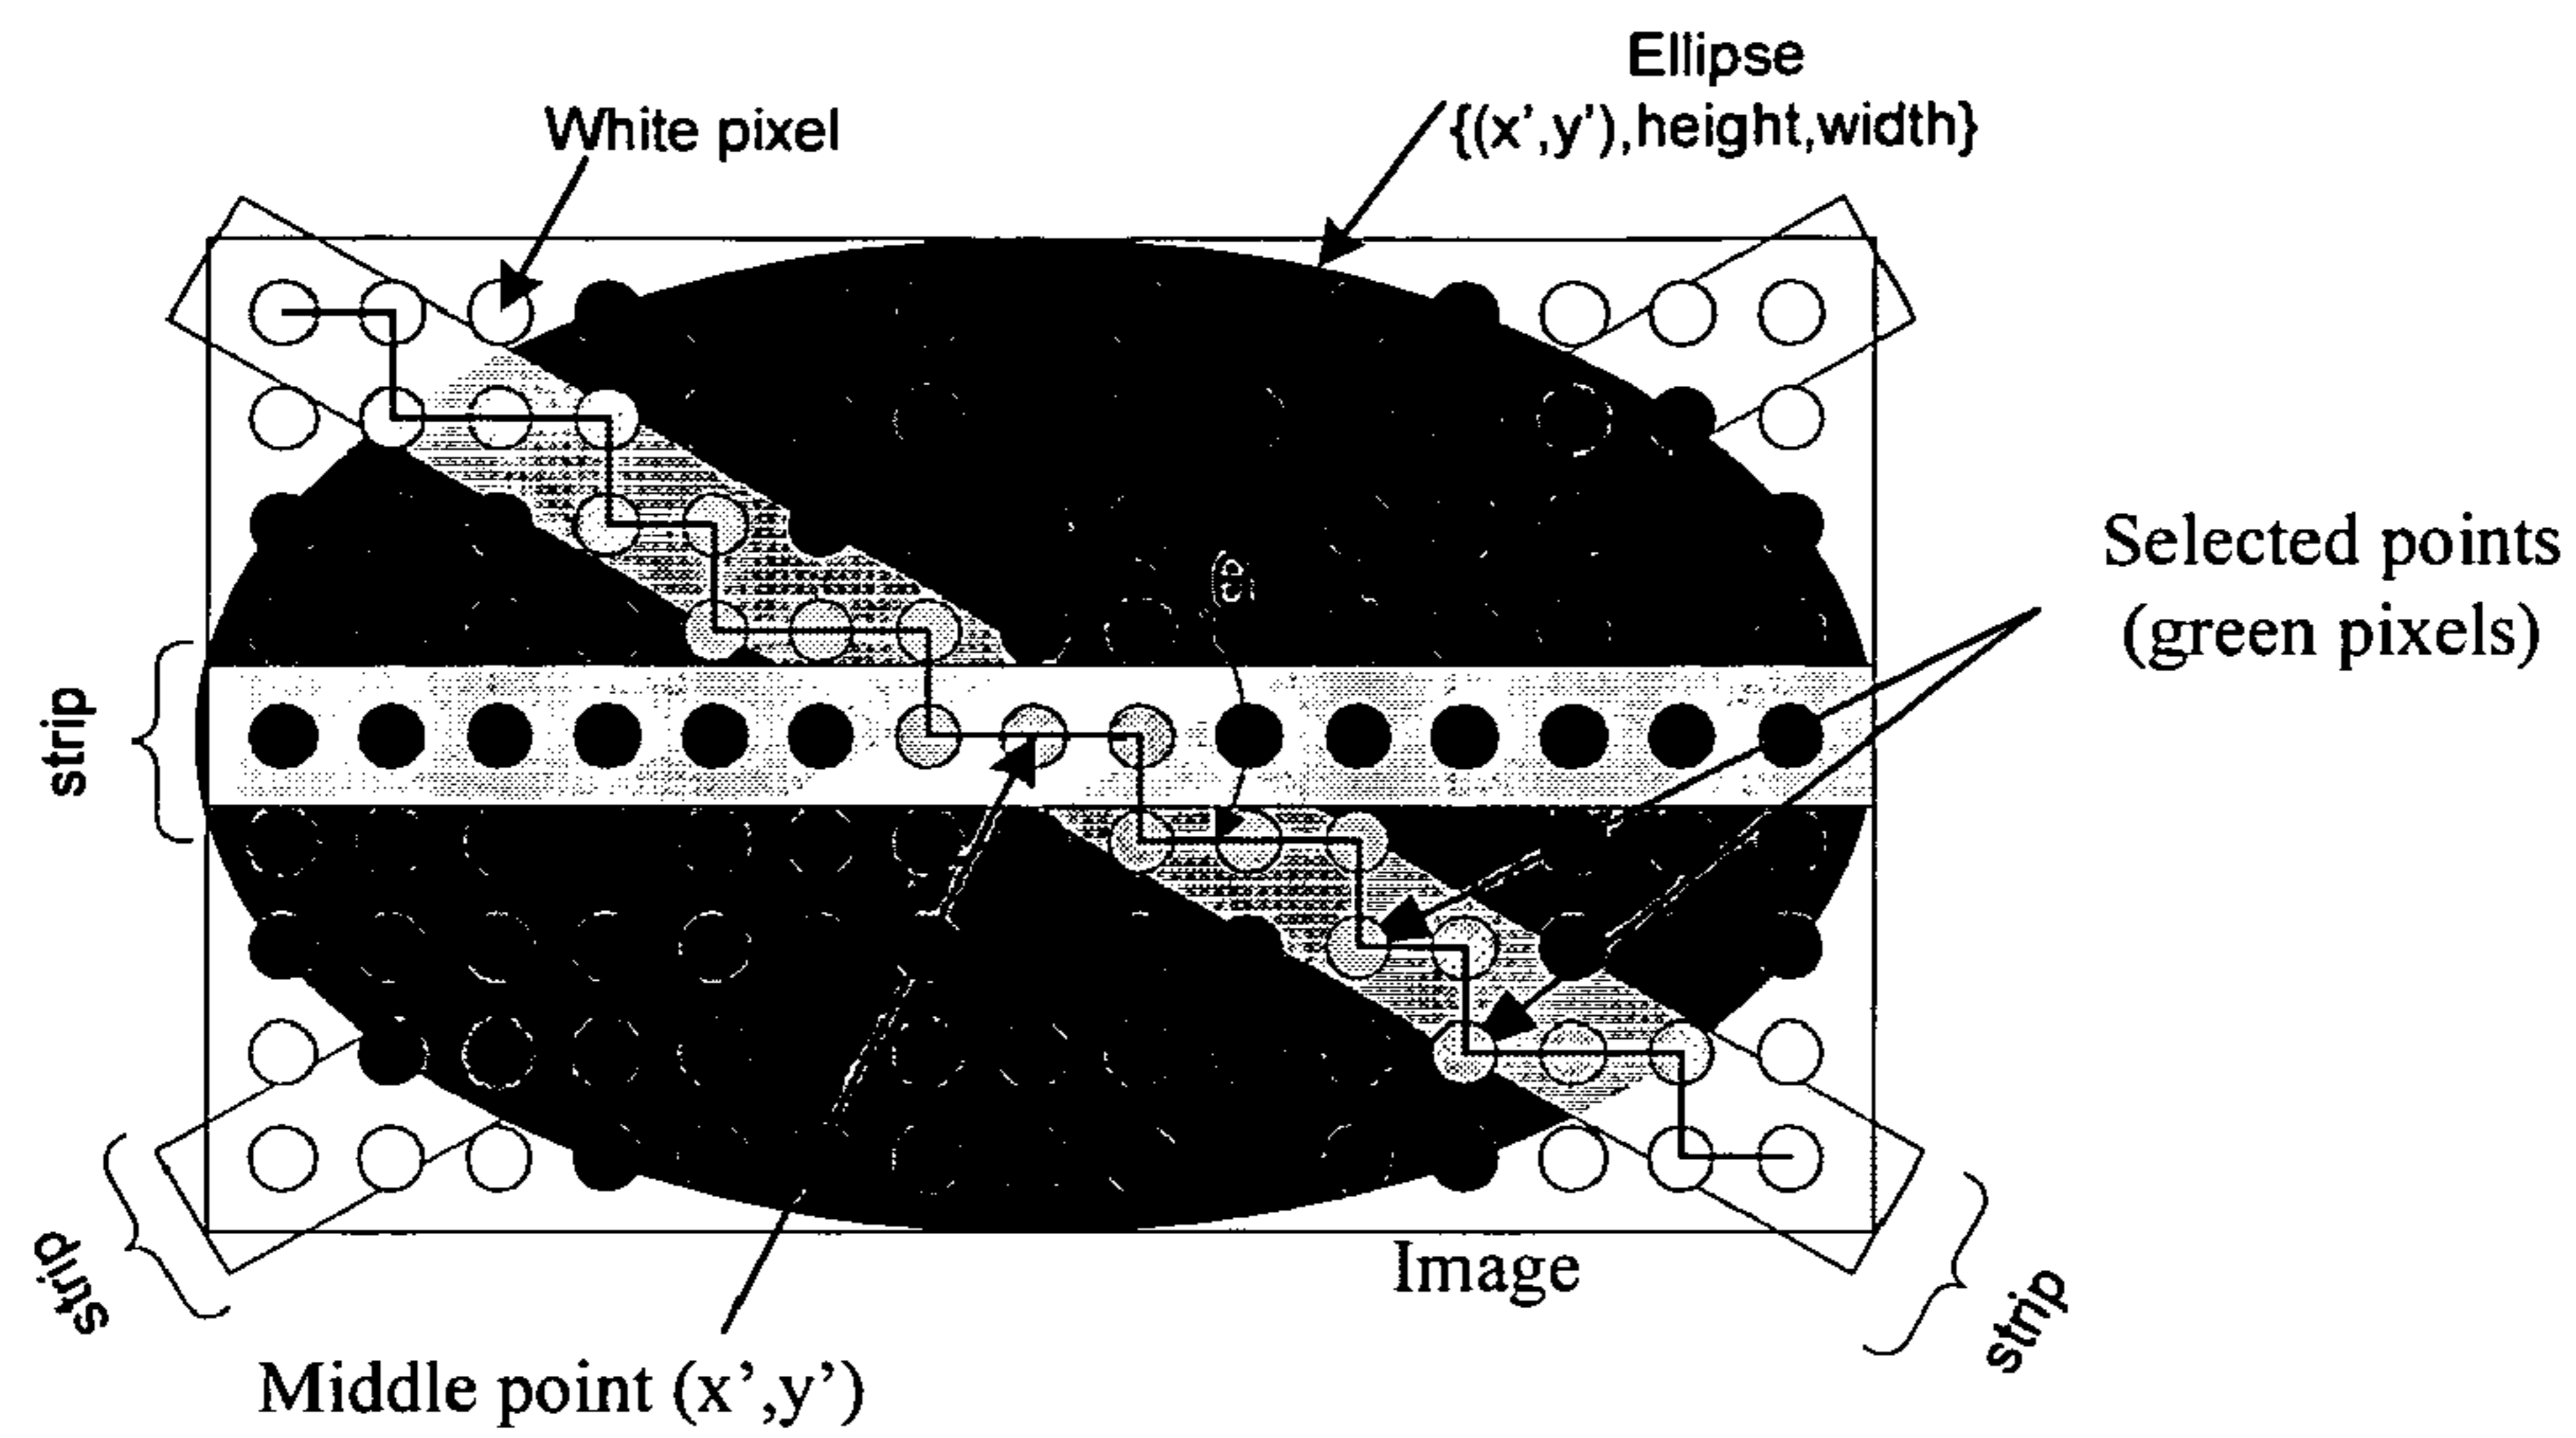 Ellipse
{(x',y'),height,width}
White pixel
Selected points
(green pixels)
strip
strip
strip
Image
Middle point (x',y')